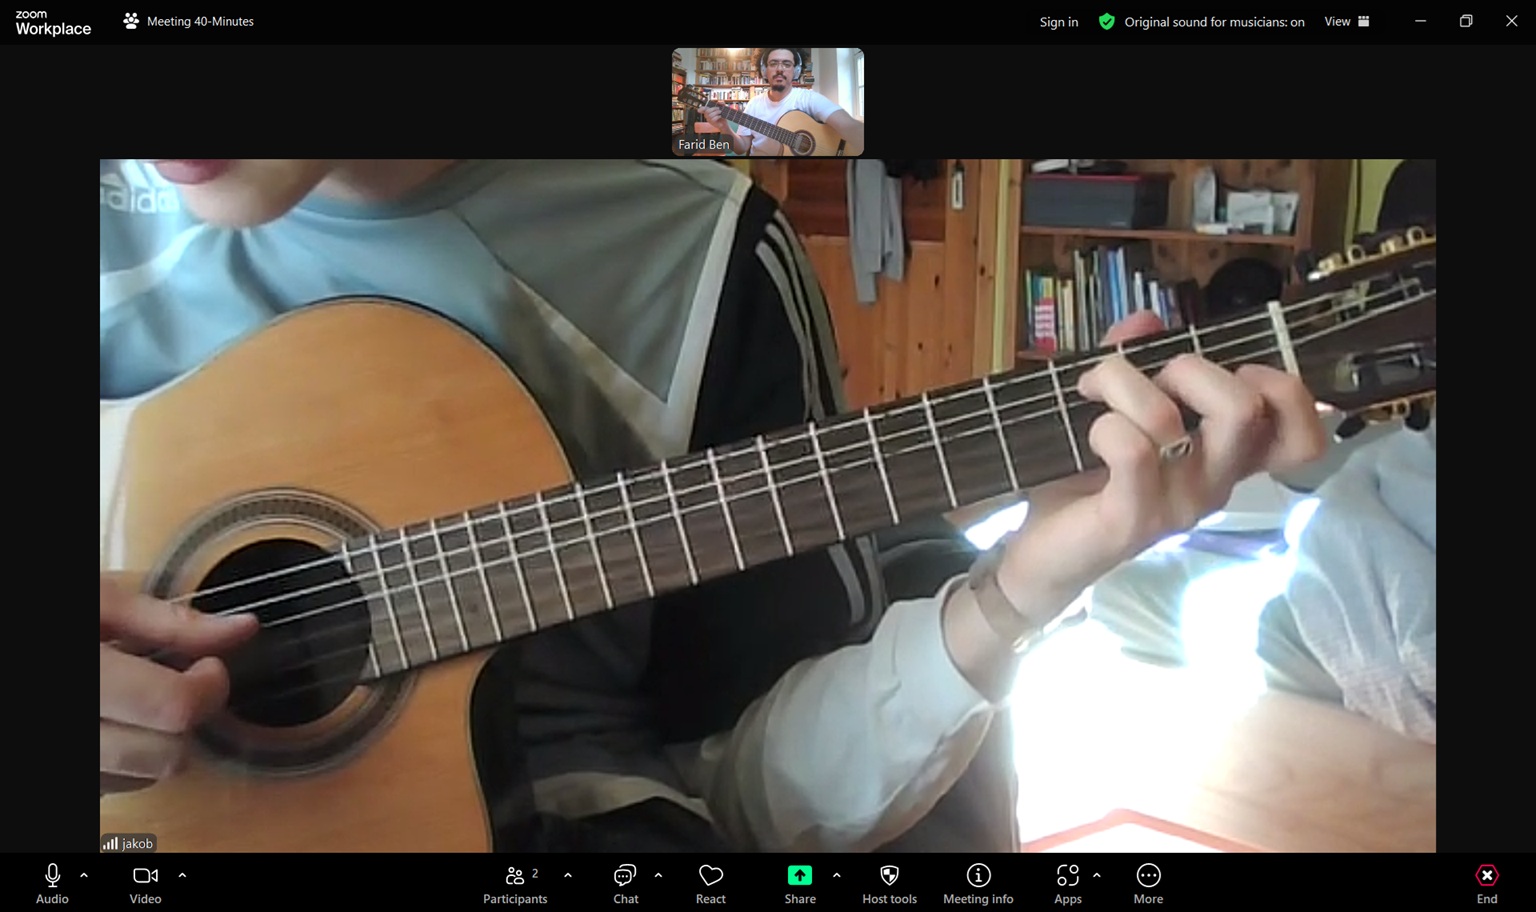 zoom
Workplace
Meeting 40-Minutes
Sign in
Original sound for musicians: on
View
Farid Ben
adidas
jakob
Audio
Video
Participants
2
Chat
React
Share
Host tools
Meeting info
Apps
More
End